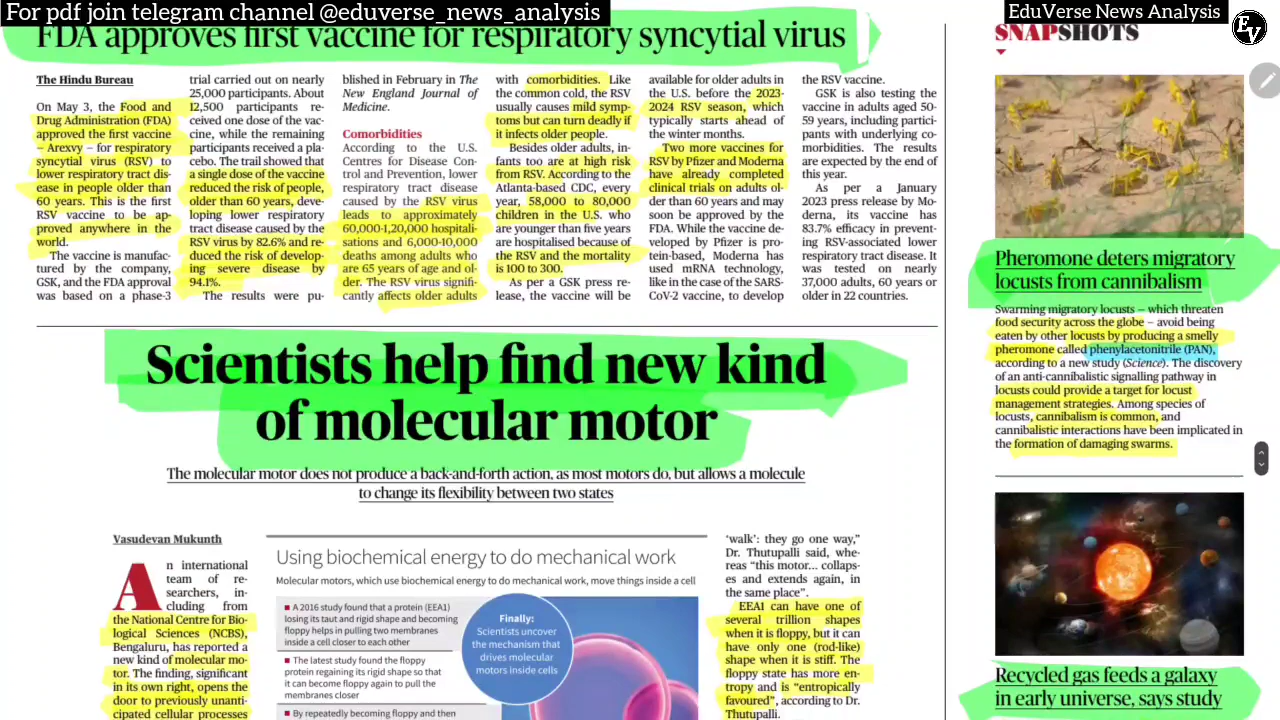 For pdf join telegram channel @eduverse_news_analysis
EduVerse News Analysis
EV
FDA approves first vaccine for respiratory syncytial virus
The Hindu Bureau
On May 3, the Food and
Drug Administration (FDA)
approved the first vaccine
– Arexvy – for respiratory
syncytial virus (RSV) to
lower respiratory tract dis-
ease in people older than
60 years. This is the first
RSV vaccine to be ap-
proved anywhere in the
world.
The vaccine is manufac-
tured by the company,
GSK, and the FDA approval
was based on a phase-3
trial carried out on nearly
25,000 participants. About
12,500 participants re-
ceived one dose of the vac-
cine, while the remaining
participants received a pla-
cebo. The trail showed that
a single dose of the vaccine
reduced the risk of people,
older than 60 years, deve-
loping lower respiratory
tract disease caused by the
RSV virus by 82.6% and re-
duced the risk of develop-
ing severe disease by
94.1%.
The results were pu-
blished in February in The
New England Journal of
Medicine.
Comorbidities
According to the U.S.
Centres for Disease Con-
trol and Prevention, lower
respiratory tract disease
caused by the RSV virus
leads to approximately
60,000-1,20,000 hospitali-
sations and 6,000-10,000
deaths among adults who
are 65 years of age and ol-
der. The RSV virus signifi-
cantly affects older adults
with comorbidities. Like
the common cold, the RSV
usually causes mild symp-
toms but can turn deadly if
it infects older people.
Besides older adults, in-
fants too are at high risk
from RSV. According to the
Atlanta-based CDC, every
year, 58,000 to 80,000
children in the U.S. who
are younger than five years
are hospitalised because of
the RSV and the mortality
is 100 to 300.
As per a GSK press re-
lease, the vaccine will be
available for older adults in
the U.S. before the 2023-
2024 RSV season, which
typically starts ahead of
the winter months.
Two more vaccines for
RSV by Pfizer and Moderna
have already completed
clinical trials on adults ol-
der than 60 years and may
soon be approved by the
FDA. While the vaccine de-
veloped by Pfizer is pro-
tein-based, Moderna has
used mRNA technology,
like in the case of the SARS-
CoV-2 vaccine, to develop
the RSV vaccine.
GSK is also testing the
vaccine in adults aged 50-
59 years, including partici-
pants with underlying co-
morbidities. The results
are expected by the end of
this year.
As per a January
2023 press release by Mo-
derna, its vaccine has
83.7% efficacy in prevent-
ing RSV-associated lower
respiratory tract disease. It
was tested on nearly
37,000 adults, 60 years or
older in 22 countries.
Scientists help find new kind
of molecular motor
The molecular motor does not produce a back-and-forth action, as most motors do, but allows a molecule
to change its flexibility between two states
Vasudevan Mukunth
An international
team of re-
searchers, in-
cluding from
the National Centre for Bio-
logical Sciences (NCBS),
Bengaluru, has reported a
new kind of molecular mo-
tor. The finding, significant
in its own right, opens the
door to previously unanti-
cipated cellular processes
Using biochemical energy to do mechanical work
Molecular motors, which use biochemical energy to do mechanical work, move things inside a cell
■ A 2016 study found that a protein (EEA1)
losing its taut and rigid shape and becoming
floppy helps in pulling two membranes
inside a cell closer to each other
■ The latest study found the floppy
protein regaining its rigid shape so that
it can become floppy again to pull the
membranes closer
■ By repeatedly becoming floppy and then
Finally:
Scientists uncover
the mechanism that
drives molecular
motors inside cells
'walk': they go one way,"
Dr. Thutupalli said, whe-
reas "this motor... collaps-
es and extends again, in
the same place".
EEA1 can have one of
several trillion shapes
when it is floppy, but it can
have only one (rod-like)
shape when it is stiff. The
floppy state has more en-
tropy and is "entropically
favoured", according to Dr.
Thutupalli.
SNAPSHOTS
Pheromone deters migratory
locusts from cannibalism
Swarming migratory locusts – which threaten
food security across the globe – avoid being
eaten by other locusts by producing a smelly
pheromone called phenylacetonitrile (PAN),
according to a new study (Science). The discovery
of an anti-cannibalistic signalling pathway in
locusts could provide a target for locust
management strategies. Among species of
locusts, cannibalism is common, and
cannibalistic interactions have been implicated in
the formation of damaging swarms.
Recycled gas feeds a galaxy
in early universe, says study